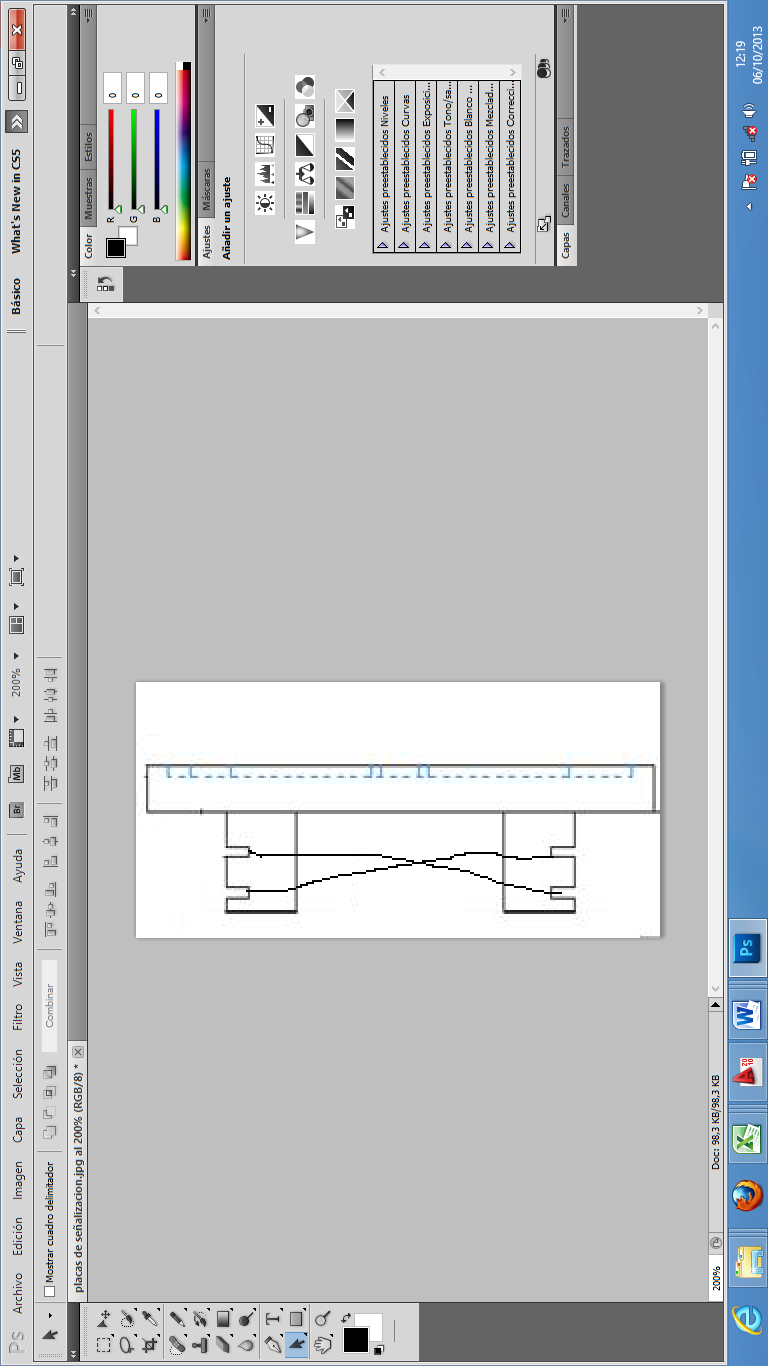 Ps Archivo Edición Imagen Capa Selección Filtro Vista Ventana Ayuda Br Mb 200% Básico What's New in CS5
Mostrar cuadro delimitador Combinar
placas de señalizacion.jpg al 200% (RGB/8) *
Color Muestras Estilos
R 0
G 0
B 0
Ajustes Máscaras
Añadir un ajuste
Ajustes preestablecidos Niveles
Ajustes preestablecidos Curvas
Ajustes preestablecidos Exposici...
Ajustes preestablecidos Tono/sa...
Ajustes preestablecidos Blanco ...
Ajustes preestablecidos Mezclad...
Ajustes preestablecidos Correcci...
Capas Canales Trazados
200% Doc: 98,3 KB/98,3 KB
Ps
12:19
06/10/2013